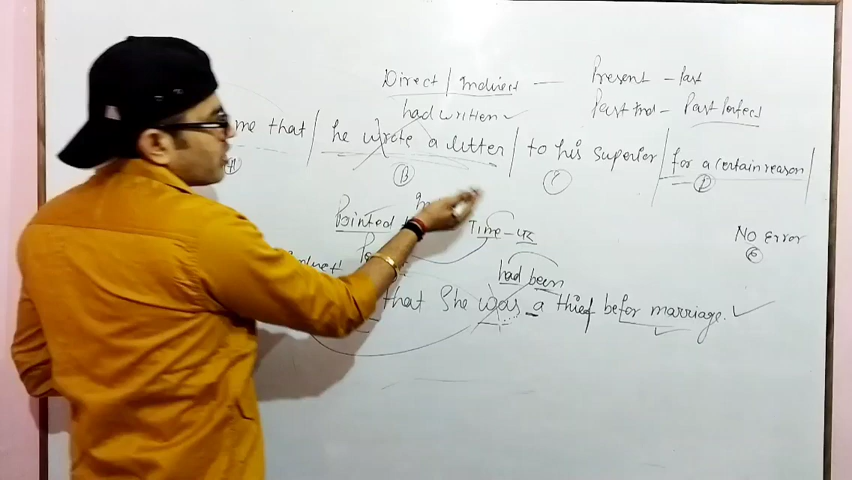 Direct / Indirect — Present - Past
had written ✓ Past Ind - Past Perfect
me that / he wrote a letter / to his superior / for a certain reason /
(A) (B) (C) (D)
Pointed Time - का No Error
(E)
had been
that She was a thief befor marriage. ✓